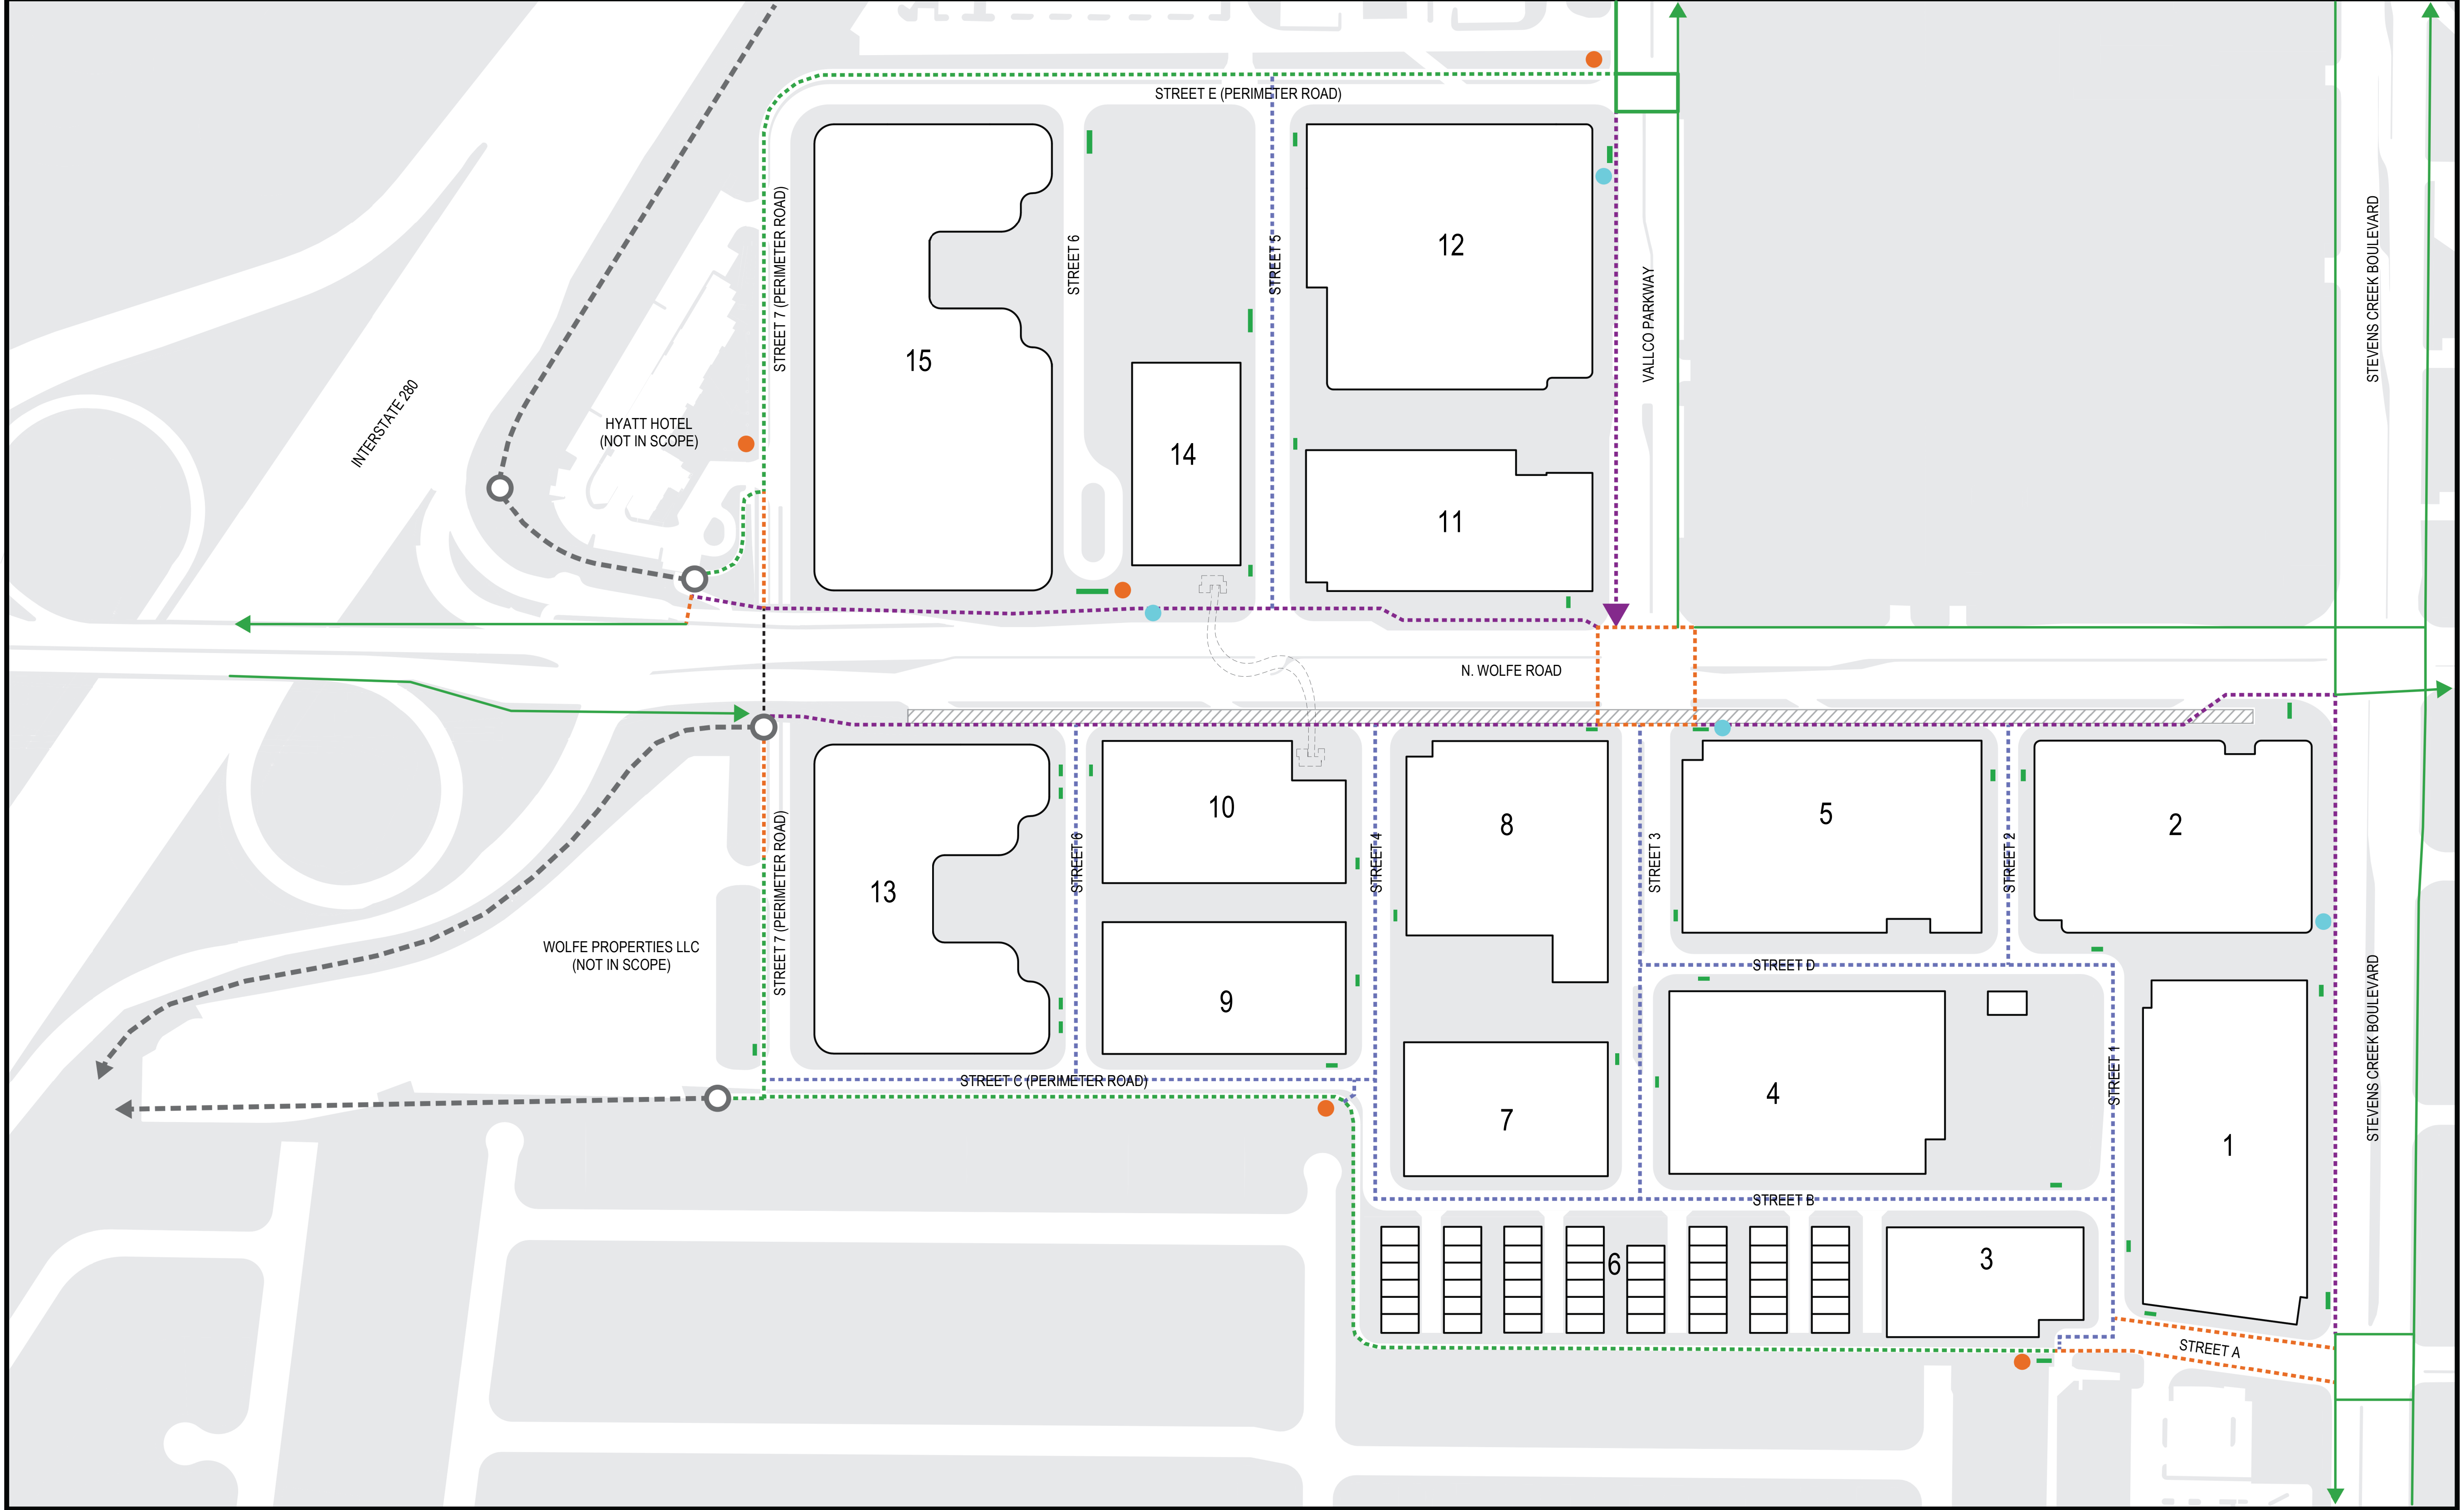 STREET E (PERIMETER ROAD)
STREET 7 (PERIMETER ROAD)
STREET 6
STREET 5
VALLCO PARKWAY
STEVENS CREEK BOULEVARD
12
15
INTERSTATE 280
HYATT HOTEL
(NOT IN SCOPE)
14
11
N. WOLFE ROAD
10
8
5
2
STREET 7 (PERIMETER ROAD)
13
STREET 6
STREET 4
STREET 3
STREET 2
WOLFE PROPERTIES LLC
(NOT IN SCOPE)
9
STREET D
STEVENS CREEK BOULEVARD
STREET C (PERIMETER ROAD)
7
4
STREET 1
1
STREET B
6
3
STREET A